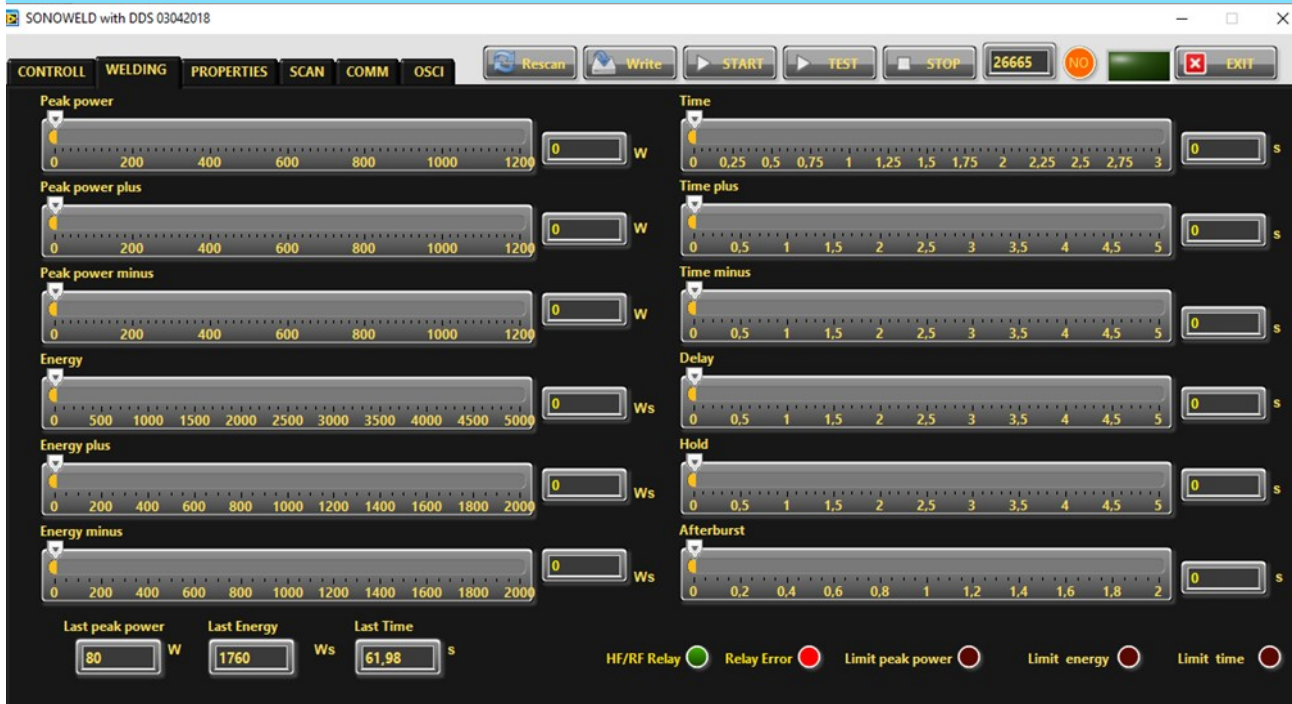 SONOWELD with DDS 03042018
CONTROLL WELDING PROPERTIES SCAN COMM OSCI Rescan Write START TEST STOP 26665 NO EXIT
Peak power
0 200 400 600 800 1000 1200 0 W
Time
0 0,25 0,5 0,75 1 1,25 1,5 1,75 2 2,25 2,5 2,75 3 0 s
Peak power plus
0 200 400 600 800 1000 1200 0 W
Time plus
0 0,5 1 1,5 2 2,5 3 3,5 4 4,5 5 0 s
Peak power minus
0 200 400 600 800 1000 1200 0 W
Time minus
0 0,5 1 1,5 2 2,5 3 3,5 4 4,5 5 0 s
Energy
0 500 1000 1500 2000 2500 3000 3500 4000 4500 5000 0 Ws
Delay
0 0,5 1 1,5 2 2,5 3 3,5 4 4,5 5 0 s
Energy plus
0 200 400 600 800 1000 1200 1400 1600 1800 2000 0 Ws
Hold
0 0,5 1 1,5 2 2,5 3 3,5 4 4,5 5 0 s
Energy minus
0 200 400 600 800 1000 1200 1400 1600 1800 2000 0 Ws
Afterburst
0 0,2 0,4 0,6 0,8 1 1,2 1,4 1,6 1,8 2 0 s
Last peak power Last Energy Last Time
80 W 1760 Ws 61,98 s
HF/RF Relay Relay Error Limit peak power Limit energy Limit time